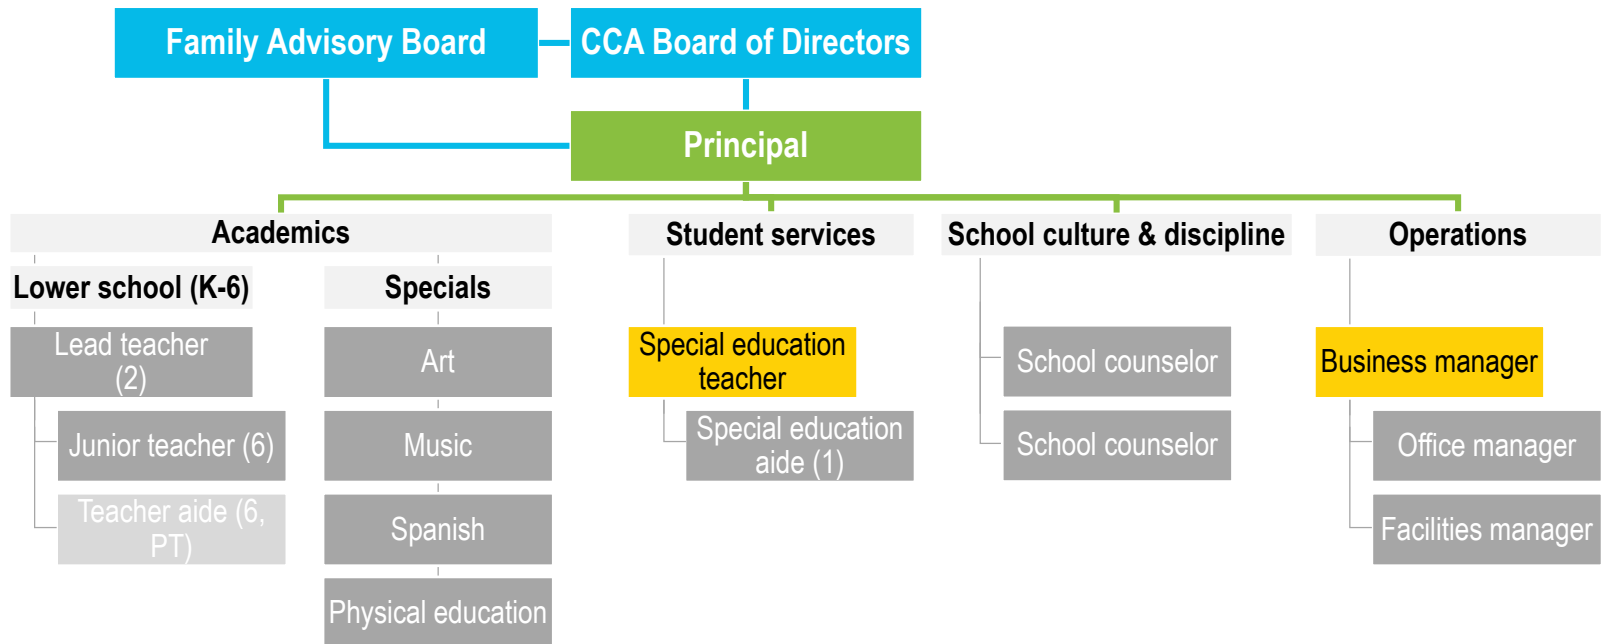 Family Advisory Board
CCA Board of Directors
Principal
Academics
Student services
School culture & discipline
Operations
Lower school (K-6)
Specials
Lead teacher
(2)
Art
Special education
teacher
School counselor
Business manager
Junior teacher (6)
Music
Special education
aide (1)
School counselor
Office manager
Teacher aide (6,
PT)
Spanish
Facilities manager
Physical education